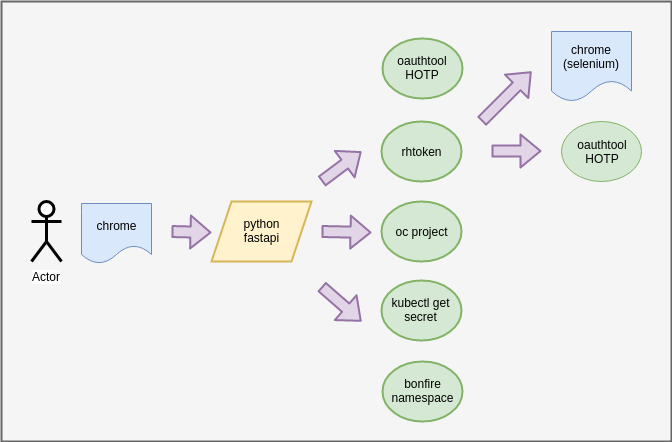 oauthtool
HOTP
chrome
(selenium)
rhtoken
oauthtool
HOTP
chrome
python
fastapi
oc project
Actor
kubectl get
secret
bonfire
namespace